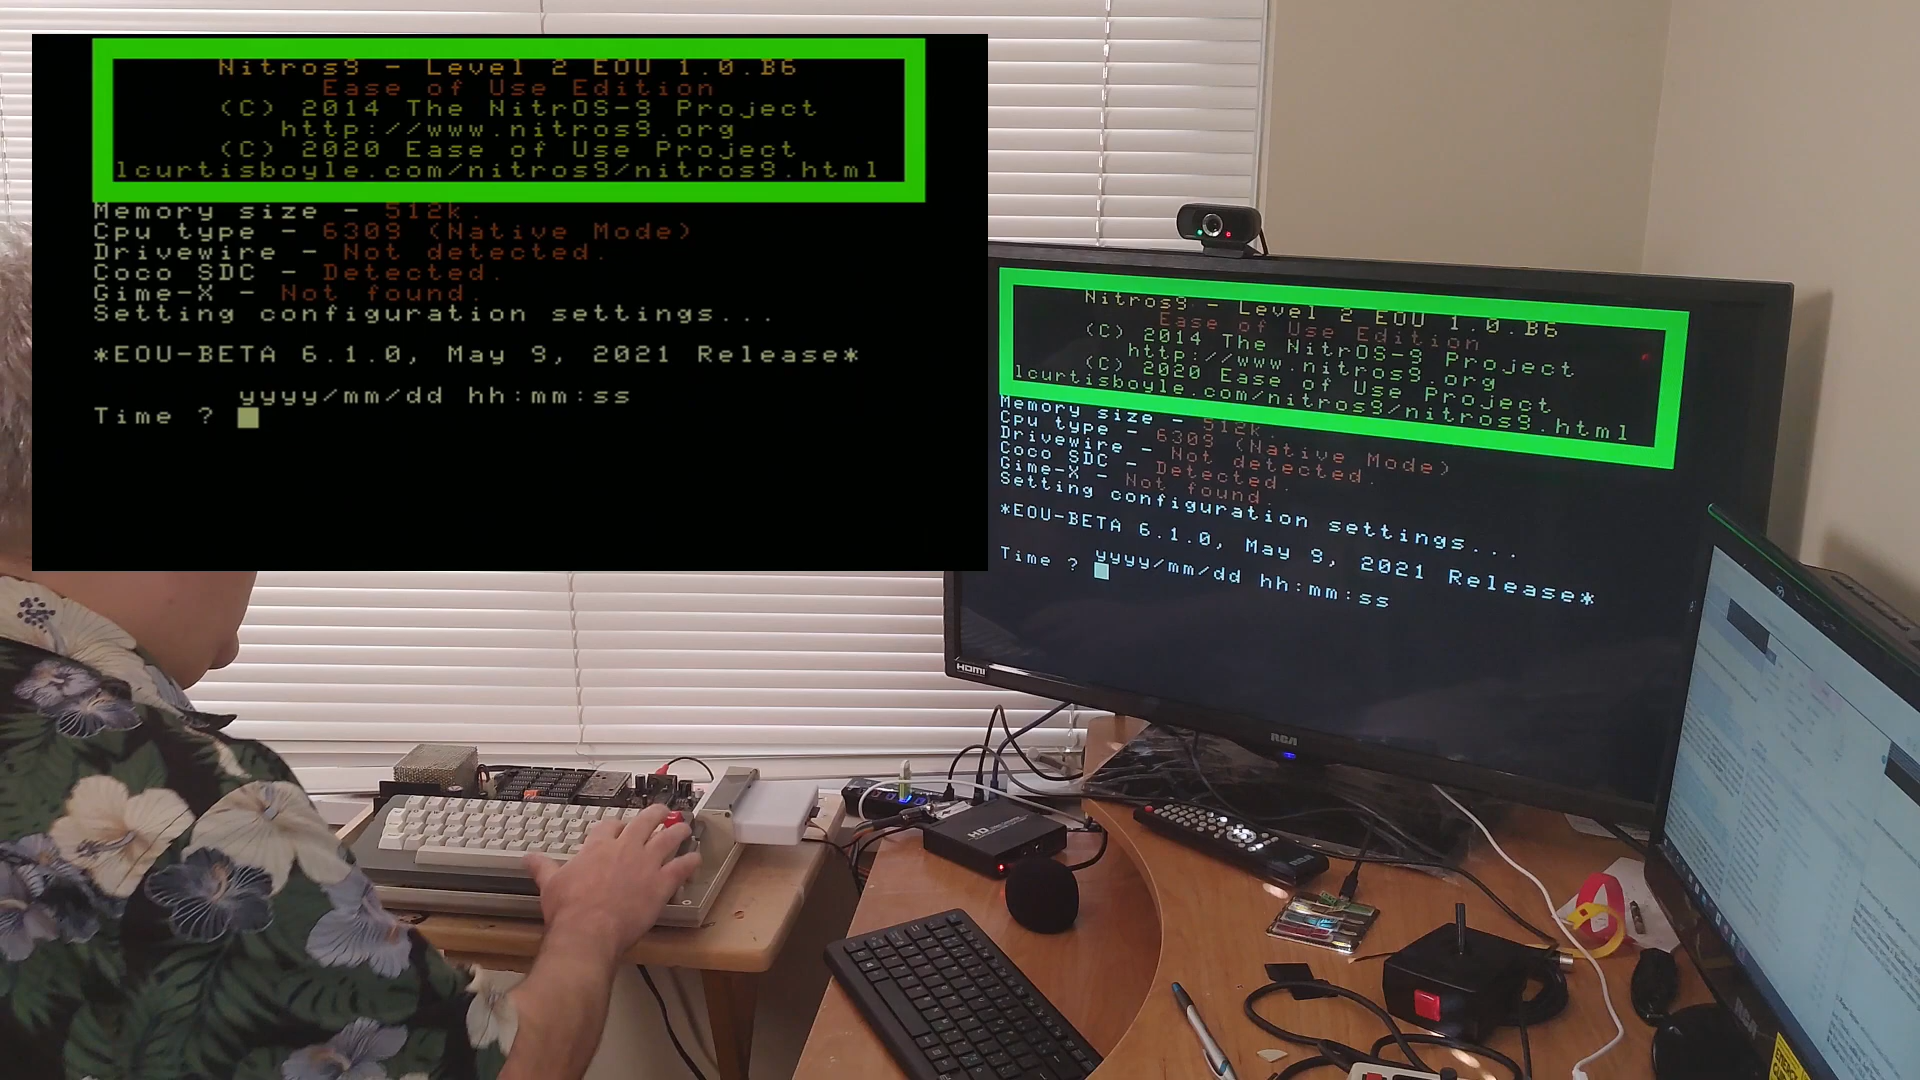 Nitros9 - Level 2 EOU 1.0.B6
Ease of Use Edition
(C) 2014 The NitrOS-9 Project
http://www.nitros9.org
(C) 2020 Ease of Use Project
lcurtisboyle.com/nitros9/nitros9.html
Memory size - 512k.
Cpu type - 6309 (Native Mode)
Drivewire - Not detected.
Coco SDC - Detected.
Gime-X - Not found.
Setting configuration settings...
*EOU-BETA 6.1.0, May 9, 2021 Release*
yyyy/mm/dd hh:mm:ss
Time ?
Nitros9 - Level 2 EOU 1.0.B6
Ease of Use Edition
(C) 2014 The NitrOS-9 Project
http://www.nitros9.org
(C) 2020 Ease of Use Project
lcurtisboyle.com/nitros9/nitros9.html
Memory size - 512k.
Cpu type - 6309 (Native Mode)
Drivewire - Not detected.
Coco SDC - Detected.
Gime-X - Not found.
Setting configuration settings...
*EOU-BETA 6.1.0, May 9, 2021 Release*
yyyy/mm/dd hh:mm:ss
Time ?
HDMI
RCA
HD
RCA
RCA